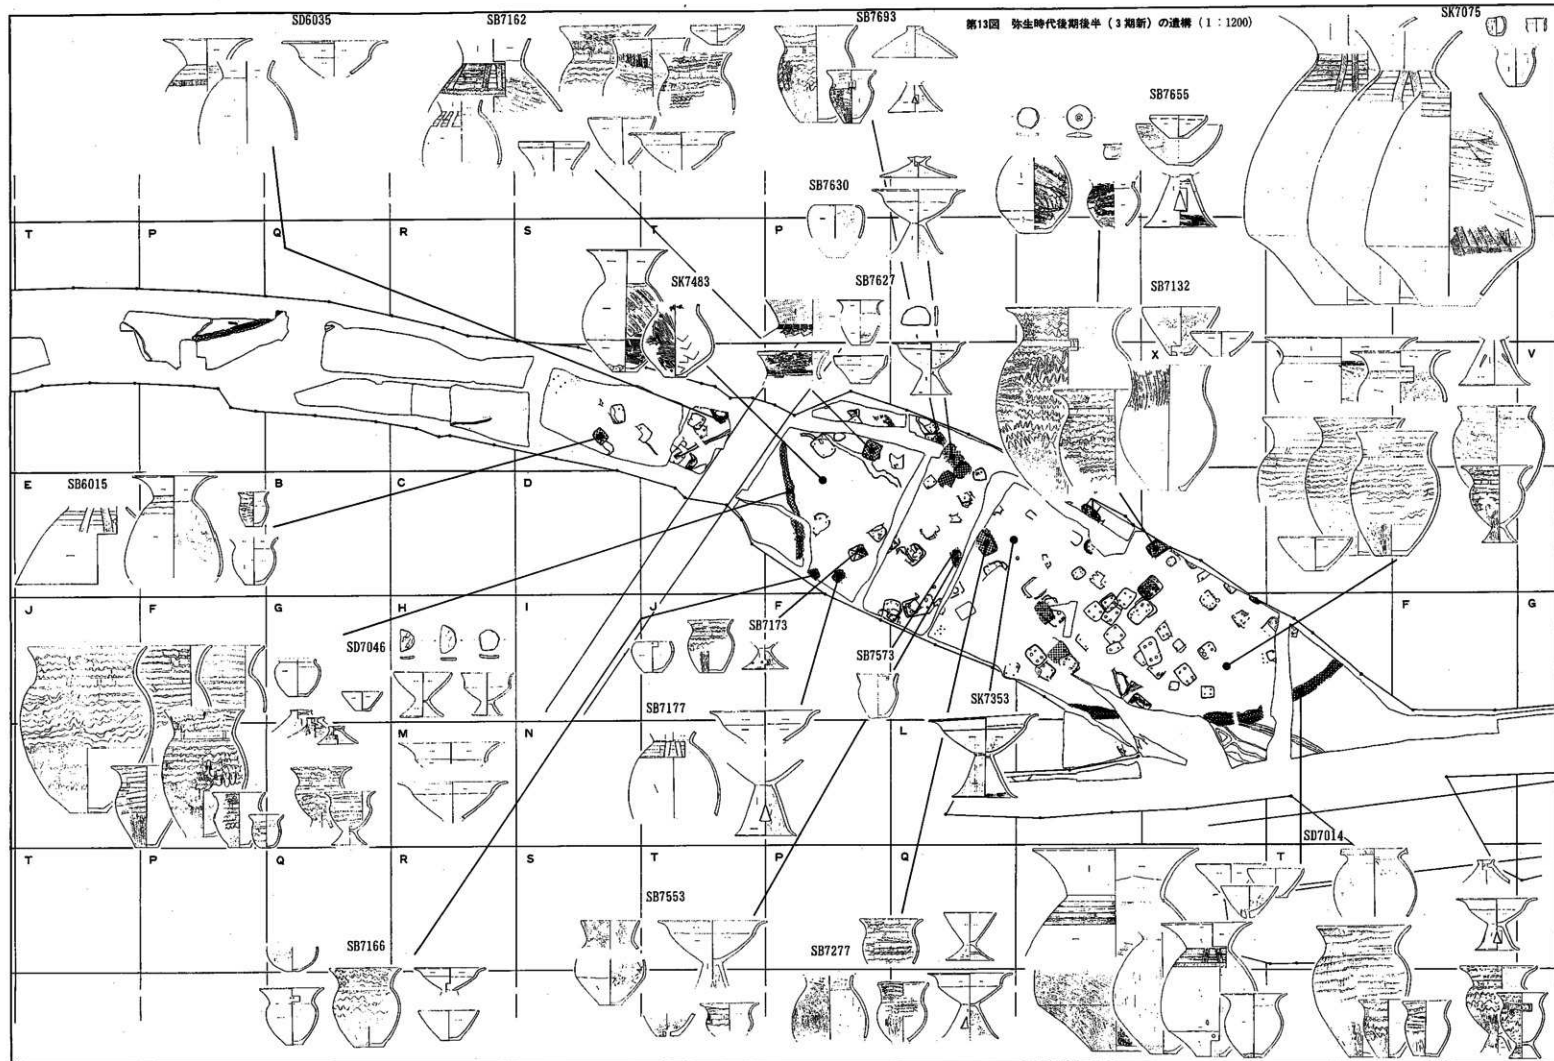 SD6035
SB7162
SB7693
第13図 弥生時代後期後半(3期新)の遺構(1:1200)
SK7075
SB7655
SB7630
T P Q R S T P
SK7483
SB7627
SB7132
X
V
E
SB6015
B C D
J F G H I J F
F G
SD7046
SB7173
SB7573
SK7353
SB7177
M N
L
SD7014
T P Q R S T P Q
T
SB7553
SB7166
SB7277